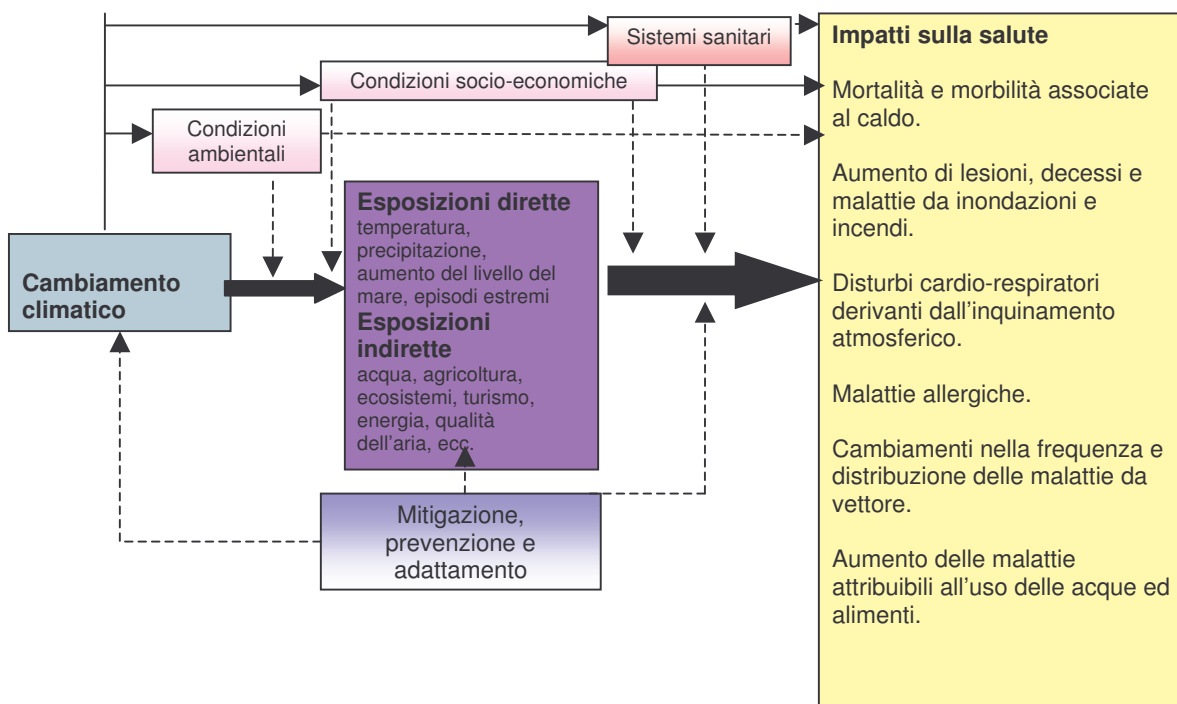 Sistemi sanitari
Condizioni socio-economiche
Condizioni
ambientali
Cambiamento
climatico
Esposizioni dirette
temperatura,
precipitazione,
aumento del livello del
mare, episodi estremi
Esposizioni
indirette
acqua, agricoltura,
ecosistemi, turismo,
energia, qualità
dell'aria, ecc.
Mitigazione,
prevenzione e
adattamento
Impatti sulla salute
Mortalità e morbilità associate
al caldo.
Aumento di lesioni, decessi e
malattie da inondazioni e
incendi.
Disturbi cardio-respiratori
derivanti dall'inquinamento
atmosferico.
Malattie allergiche.
Cambiamenti nella frequenza e
distribuzione delle malattie da
vettore.
Aumento delle malattie
attribuibili all'uso delle acque ed
alimenti.